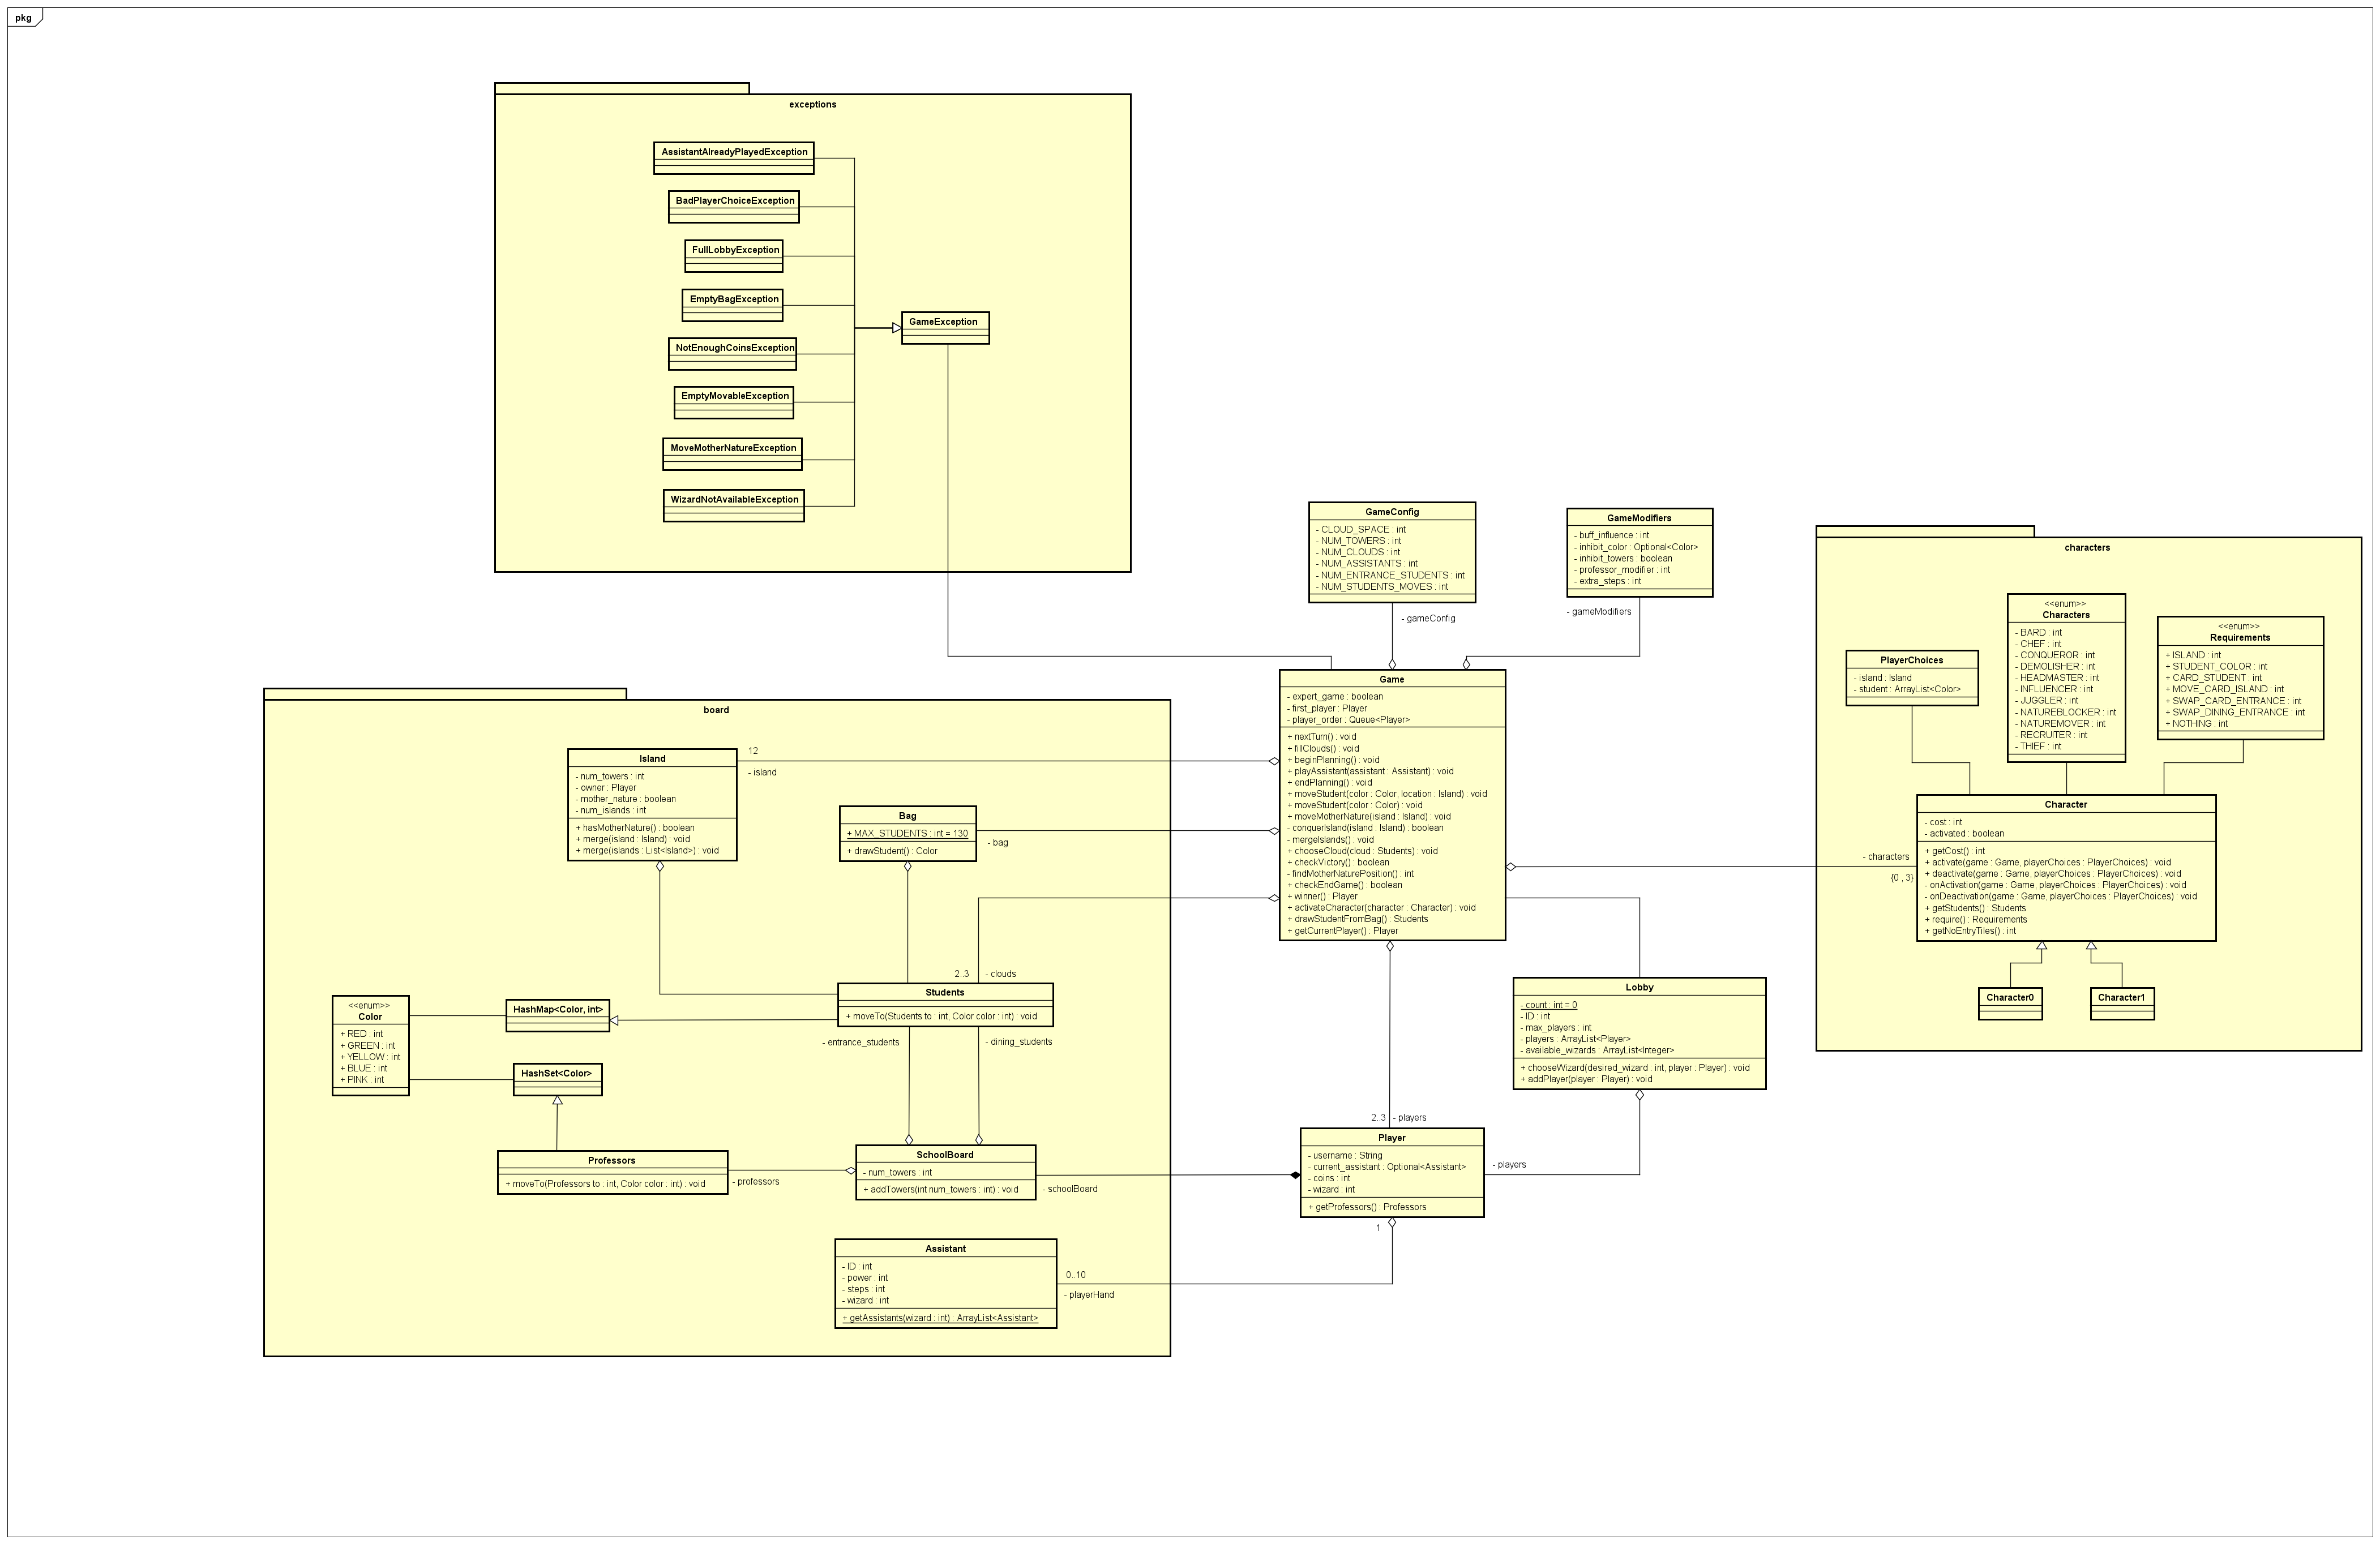 pkg
exceptions
AssistantAlreadyPlayedException
BadPlayerChoiceException
FullLobbyException
EmptyBagException
NotEnoughCoinsException
EmptyMovableException
MoveMotherNatureException
WizardNotAvailableException
GameException
GameConfig
- CLOUD_SPACE : int
- NUM_TOWERS : int
- NUM_CLOUDS : int
- NUM_ASSISTANTS : int
- NUM_ENTRANCE_STUDENTS : int
- NUM_STUDENTS_MOVES : int
- gameConfig
GameModifiers
- buff_influence : int
- inhibit_color : Optional<Color>
- inhibit_towers : boolean
- professor_modifier : int
- extra_steps : int
- gameModifiers
characters
PlayerChoices
- island : Island
- student : ArrayList<Color>
<<enum>>
Characters
- BARD : int
- CHEF : int
- CONQUEROR : int
- DEMOLISHER : int
- HEADMASTER : int
- INFLUENCER : int
- JUGGLER : int
- NATUREBLOCKER : int
- NATUREMOVER : int
- RECRUITER : int
- THIEF : int
<<enum>>
Requirements
+ ISLAND : int
+ STUDENT_COLOR : int
+ CARD_STUDENT : int
+ MOVE_CARD_ISLAND : int
+ SWAP_CARD_ENTRANCE : int
+ SWAP_DINING_ENTRANCE : int
+ NOTHING : int
Character
- cost : int
- activated : boolean
+ getCost() : int
+ activate(game : Game, playerChoices : PlayerChoices) : void
+ deactivate(game : Game, playerChoices : PlayerChoices) : void
- onActivation(game : Game, playerChoices : PlayerChoices) : void
- onDeactivation(game : Game, playerChoices : PlayerChoices) : void
+ getStudents() : Students
+ require() : Requirements
+ getNoEntryTiles() : int
- characters
{0 , 3}
Character0
Character1
Game
- expert_game : boolean
- first_player : Player
- player_order : Queue<Player>
+ nextTurn() : void
+ fillClouds() : void
+ beginPlanning() : void
+ playAssistant(assistant : Assistant) : void
+ endPlanning() : void
+ moveStudent(color : Color, location : Island) : void
+ moveStudent(color : Color) : void
+ moveMotherNature(island : Island) : void
- conquerIsland(island : Island) : boolean
- mergeIslands() : void
+ chooseCloud(cloud : Students) : void
+ checkVictory() : boolean
- findMotherNaturePosition() : int
+ checkEndGame() : boolean
+ winner() : Player
+ activateCharacter(character : Character) : void
+ drawStudentFromBag() : Students
+ getCurrentPlayer() : Player
board
Island
- num_towers : int
- owner : Player
- mother_nature : boolean
- num_islands : int
+ hasMotherNature() : boolean
+ merge(island : Island) : void
+ merge(islands : List<Island>) : void
12
- island
Bag
+ MAX_STUDENTS : int = 130
+ drawStudent() : Color
- bag
2..3
- clouds
Students
+ moveTo(Students to : int, Color color : int) : void
- entrance_students
- dining_students
<<enum>>
Color
+ RED : int
+ GREEN : int
+ YELLOW : int
+ BLUE : int
+ PINK : int
HashMap<Color, int>
HashSet<Color>
Professors
+ moveTo(Professors to : int, Color color : int) : void
- professors
SchoolBoard
- num_towers : int
+ addTowers(int num_towers : int) : void
- schoolBoard
Assistant
- ID : int
- power : int
- steps : int
- wizard : int
+ getAssistants(wizard : int) : ArrayList<Assistant>
0..10
- playerHand
Lobby
- count : int = 0
- ID : int
- max_players : int
- players : ArrayList<Player>
- available_wizards : ArrayList<Integer>
+ chooseWizard(desired_wizard : int, player : Player) : void
+ addPlayer(player : Player) : void
2..3
- players
Player
- username : String
- current_assistant : Optional<Assistant>
- coins : int
- wizard : int
+ getProfessors() : Professors
- players
1